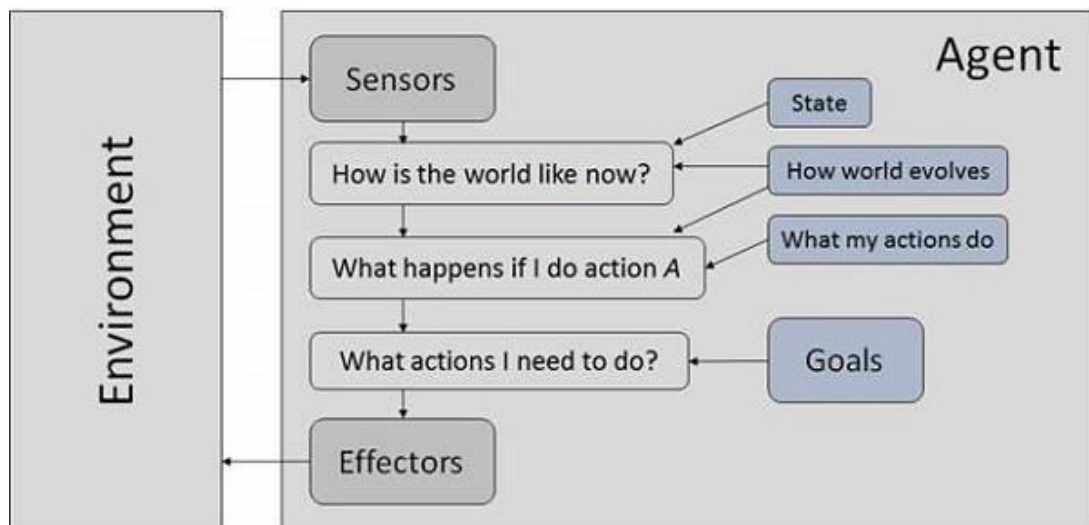 Environment
Agent
Sensors
State
How is the world like now?
How world evolves
What my actions do
What happens if I do action A
What actions I need to do?
Goals
Effectors